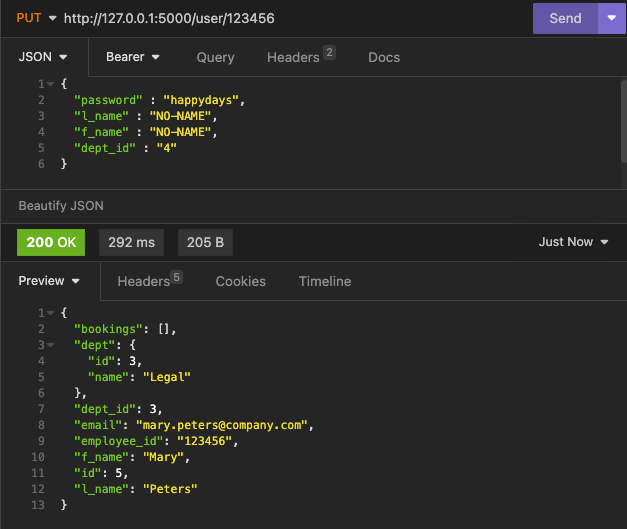 PUT http://127.0.0.1:5000/user/123456 Send
JSON Bearer Query Headers 2 Docs
1 {
2 "password" : "happydays",
3 "l_name" : "NO-NAME",
4 "f_name" : "NO-NAME",
5 "dept_id" : "4"
6 }
Beautify JSON
200 OK 292 ms 205 B Just Now
Preview Headers 5 Cookies Timeline
1 {
2 "bookings": [],
3 "dept": {
4 "id": 3,
5 "name": "Legal"
6 },
7 "dept_id": 3,
8 "email": "mary.peters@company.com",
9 "employee_id": "123456",
10 "f_name": "Mary",
11 "id": 5,
12 "l_name": "Peters"
13 }